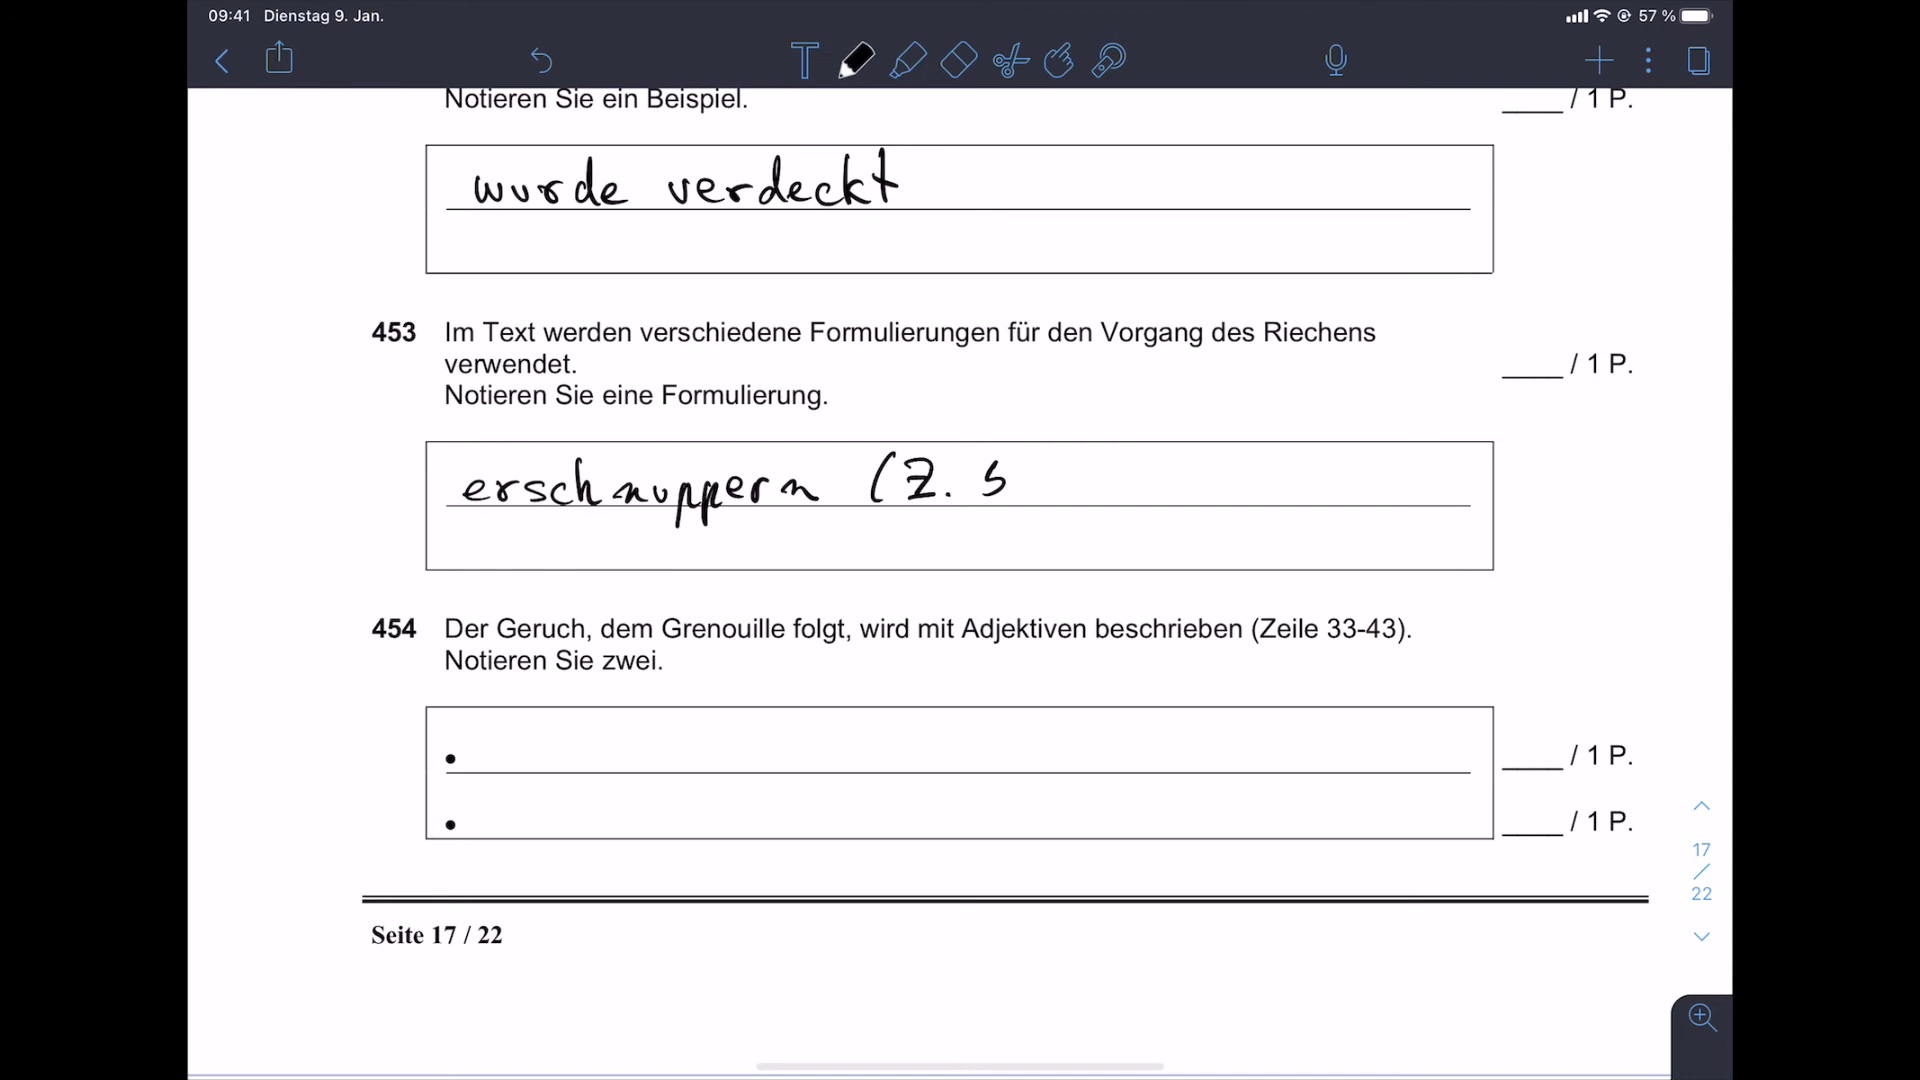 09:41 Dienstag 9. Jan. 57 %
Notieren Sie ein Beispiel. ____ / 1 P.
wurde verdeckt
453 Im Text werden verschiedene Formulierungen für den Vorgang des Riechens
verwendet. ____ / 1 P.
Notieren Sie eine Formulierung.
erschnuppern (Z. 5
454 Der Geruch, dem Grenouille folgt, wird mit Adjektiven beschrieben (Zeile 33-43).
Notieren Sie zwei.
• ____ / 1 P.
• ____ / 1 P.
17
/
22
Seite 17 / 22